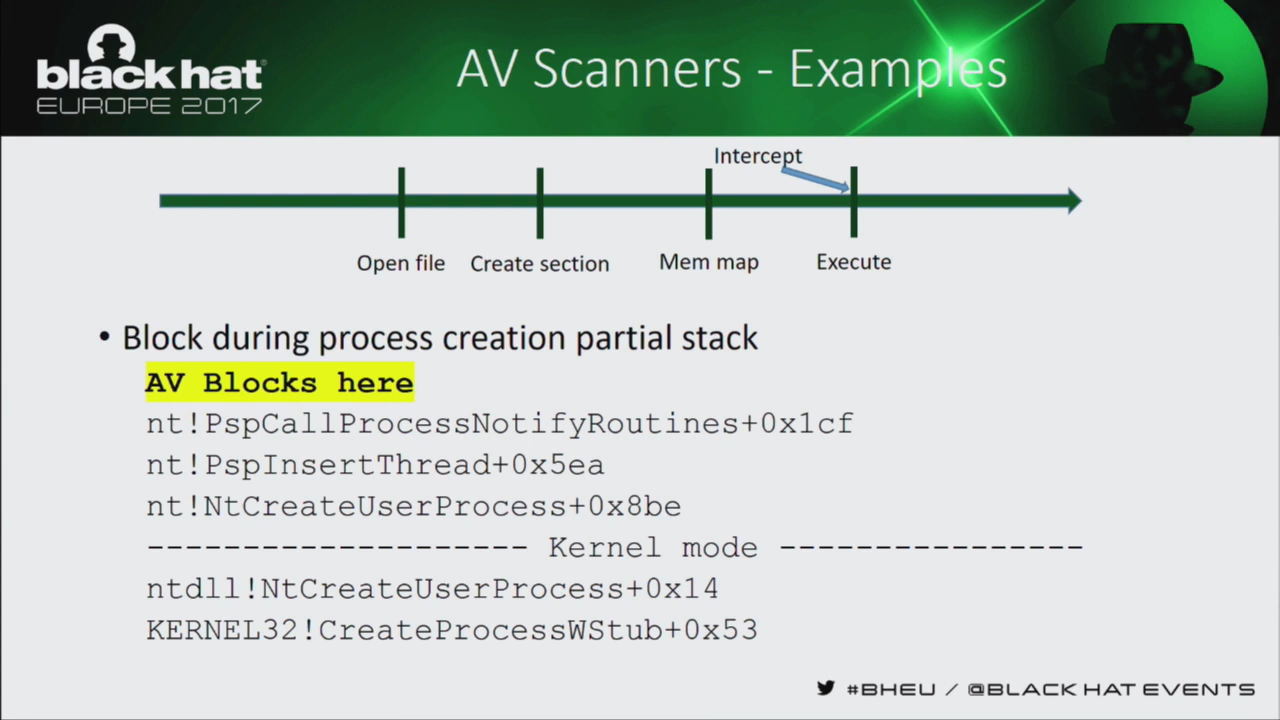 black hat®
EUROPE 2017
AV Scanners - Examples
Intercept
Open file
Create section
Mem map
Execute
• Block during process creation partial stack
AV Blocks here
nt!PspCallProcessNotifyRoutines+0x1cf
nt!PspInsertThread+0x5ea
nt!NtCreateUserProcess+0x8be
-------------------- Kernel mode ----------------
ntdll!NtCreateUserProcess+0x14
KERNEL32!CreateProcessWStub+0x53
#BHEU / @BLACK HAT EVENTS